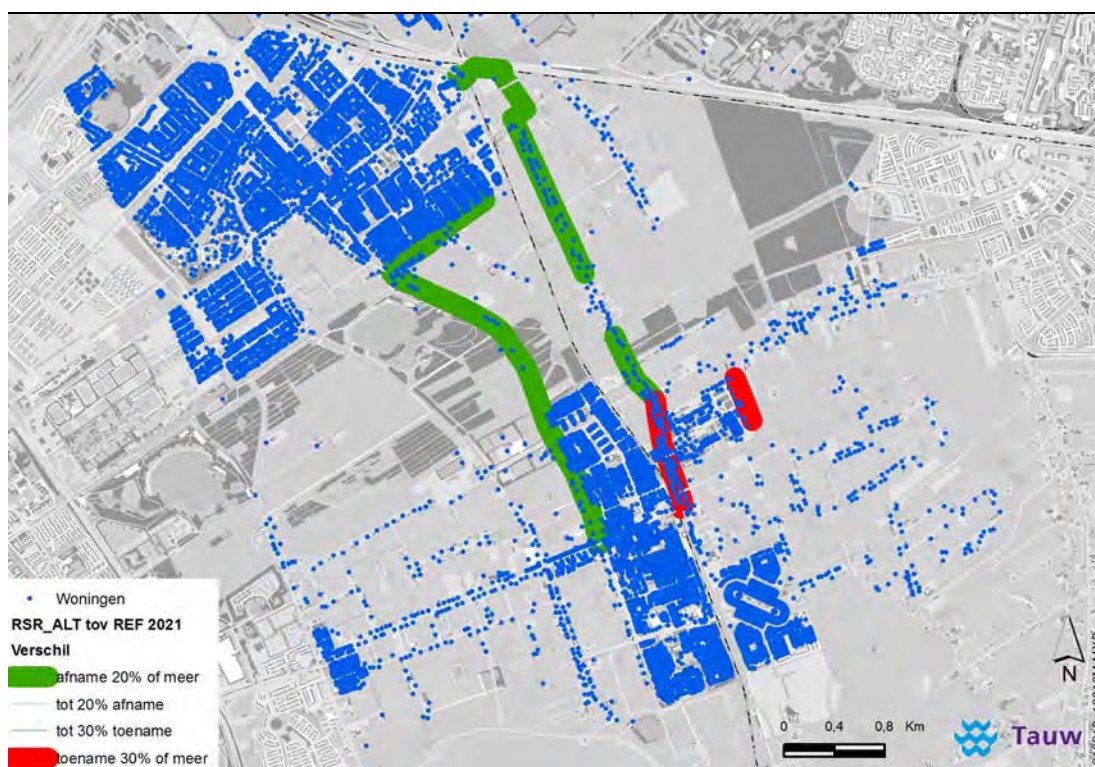 Woningen
RSR_ALT tov REF 2021
Verschil
afname 20% of meer
tot 20% afname
tot 30% toename
toename 30% of meer
0 0,4 0,8 Km
N
Tauw